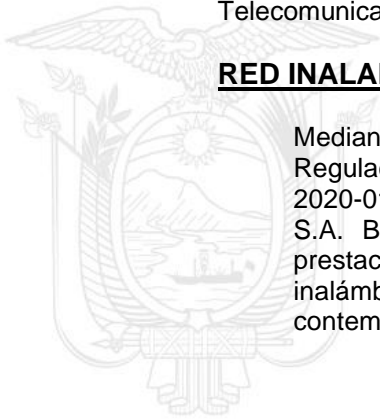 Telecomunica
RED INALA
Median
Regulac
2020-01
S.A. B
prestac
inalámb
contem